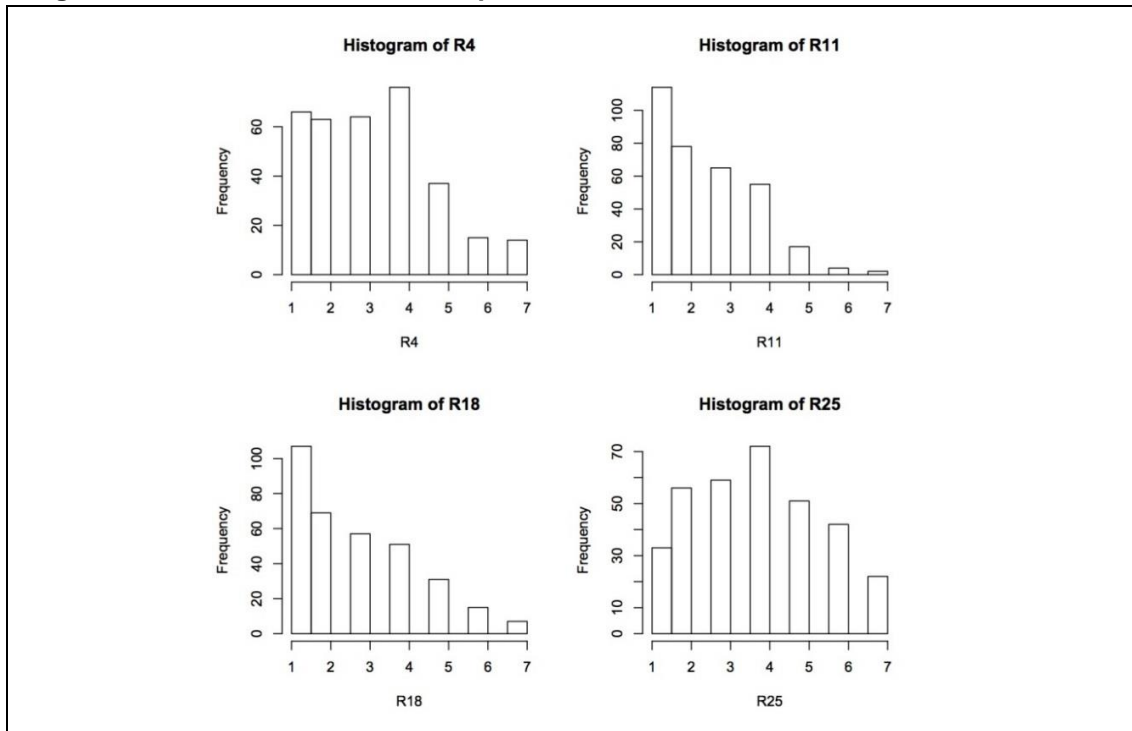 Histogram of R4
Frequency
0 20 40 60
1 2 3 4 5 6 7
R4
Histogram of R11
Frequency
0 20 40 60 80 100
1 2 3 4 5 6 7
R11
Histogram of R18
Frequency
0 20 40 60 80 100
1 2 3 4 5 6 7
R18
Histogram of R25
Frequency
0 10 30 50 70
1 2 3 4 5 6 7
R25